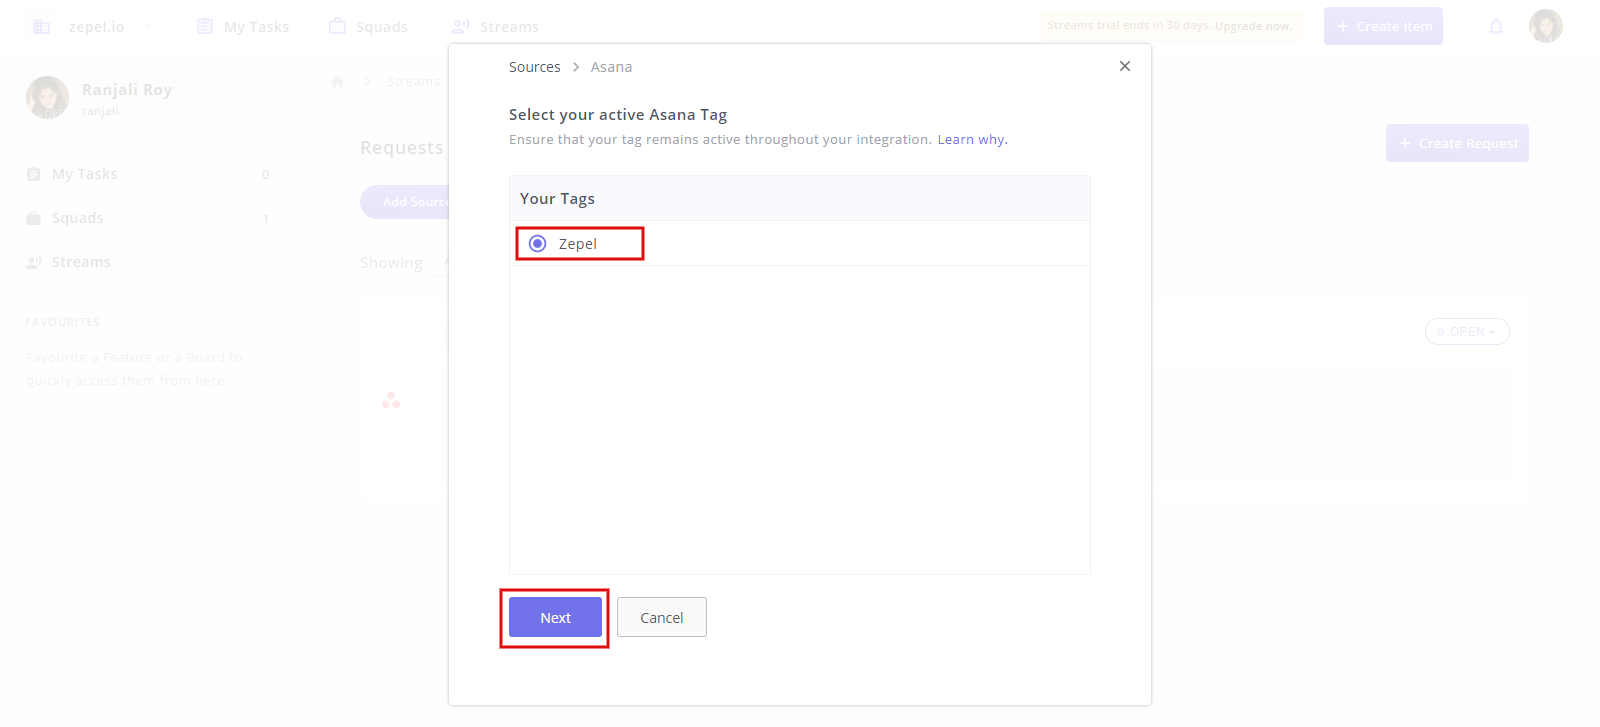 zepel.io
My Tasks
Squads
Streams
Streams trial ends in 30 days. Upgrade now.
+ Create Item
Ranjali Roy
ranjali
My Tasks 0
Squads 1
Streams
FAVOURITES
Favourite a Feature or a Board to
quickly access them from here.
Streams
Requests
+ Create Request
Add Sourc
Showing
OPEN
Sources > Asana
Select your active Asana Tag
Ensure that your tag remains active throughout your integration. Learn why.
Your Tags
Zepel
Next
Cancel